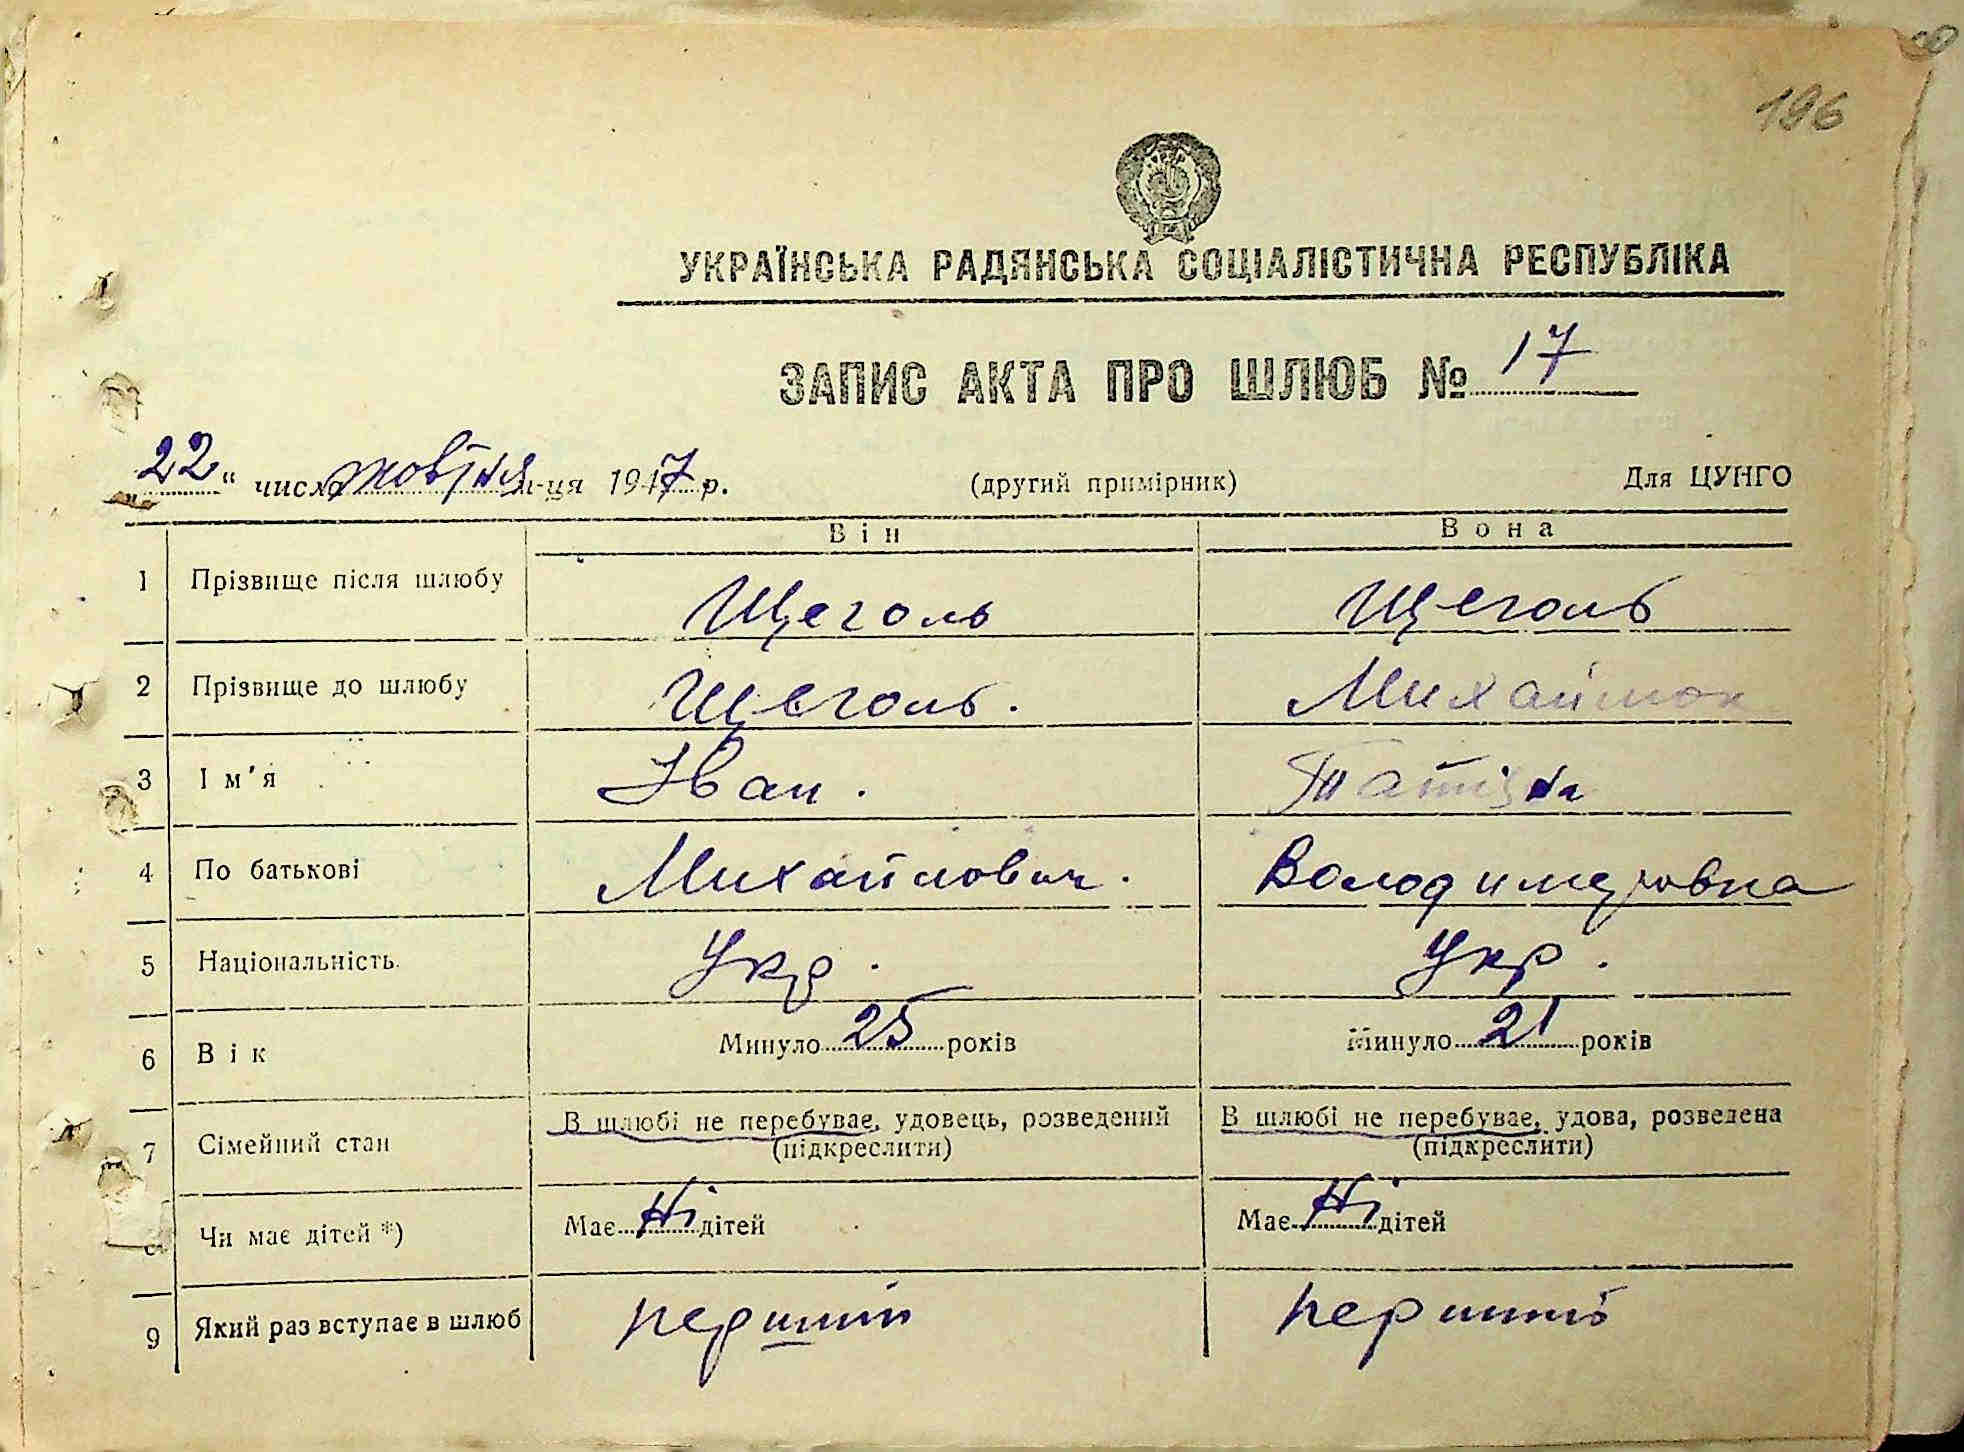 196
УКРАЇНСЬКА РАДЯНСЬКА СОЦІАЛІСТИЧНА РЕСПУБЛІКА
ЗАПИС АКТА ПРО ШЛЮБ № 17
„22“ числа жовтня м-ця 1947 р. (другий примірник) Для ЦУНГО
Він Вона
1 Прізвище після шлюбу Щеголь Щеголь
2 Прізвище до шлюбу Щеголь.
3 Ім'я Іван.
4 По батькові Михайлович. Володимировна
5 Національність Укр. Укр.
6 Вік Минуло 25 років Минуло 21 років
7 Сімейний стан В шлюбі не перебуває, удовець, розведений (підкреслити) В шлюбі не перебуває, удова, розведена (підкреслити)
8 Чи має дітей *) Має Ні дітей Має Ні дітей
9 Який раз вступає в шлюб перший перший